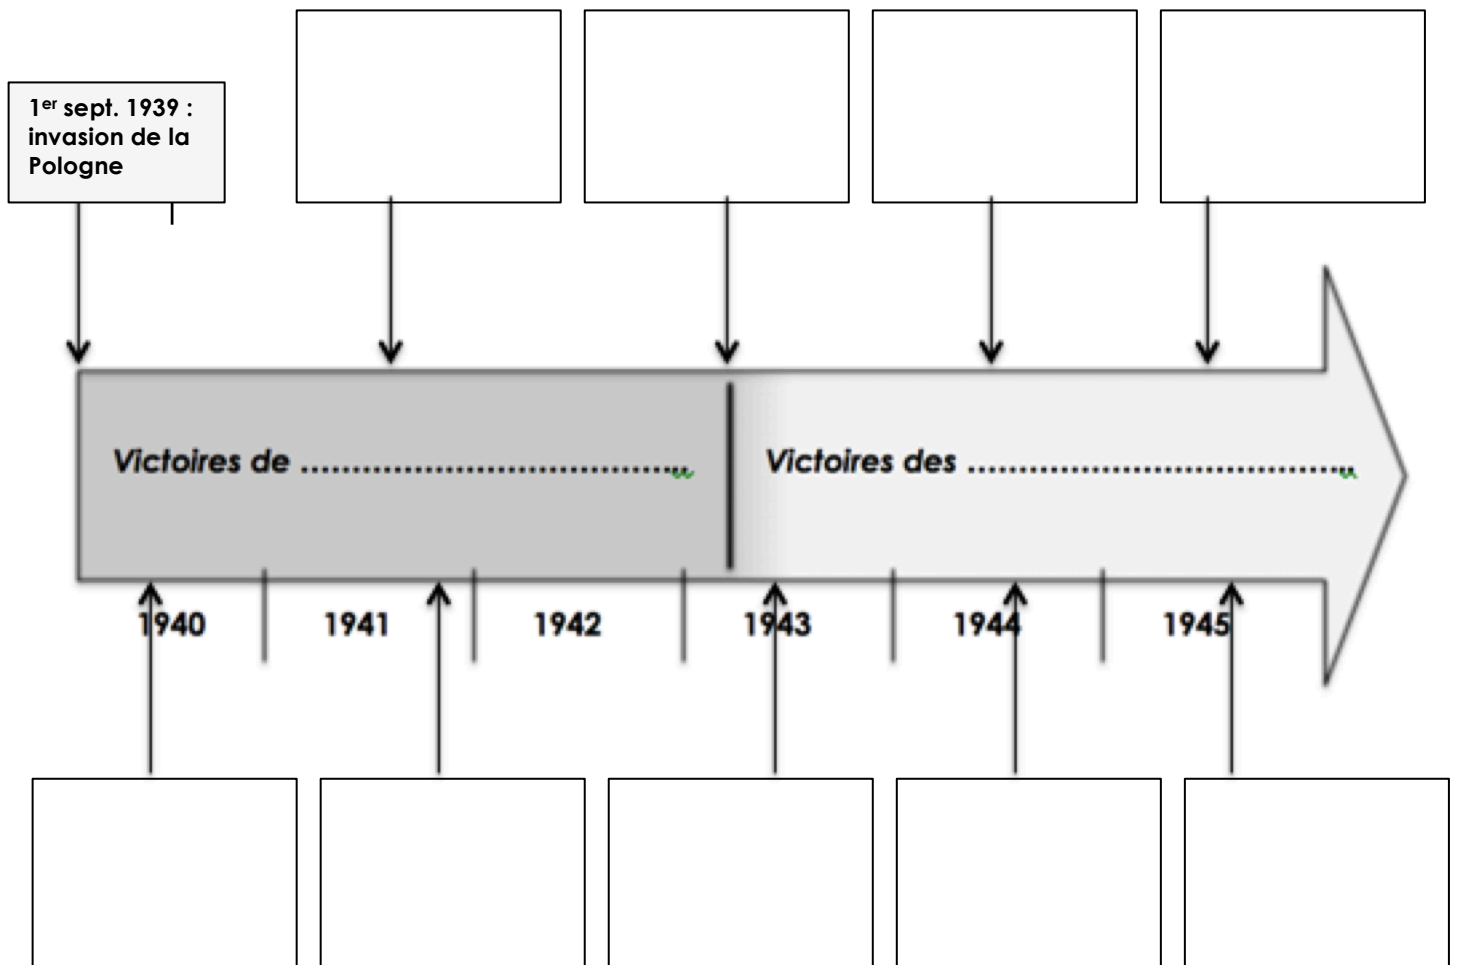 1er sept. 1939 :
invasion de la
Pologne
Victoires de ......................................
Victoires des ......................................
1940
1941
1942
1943
1944
1945